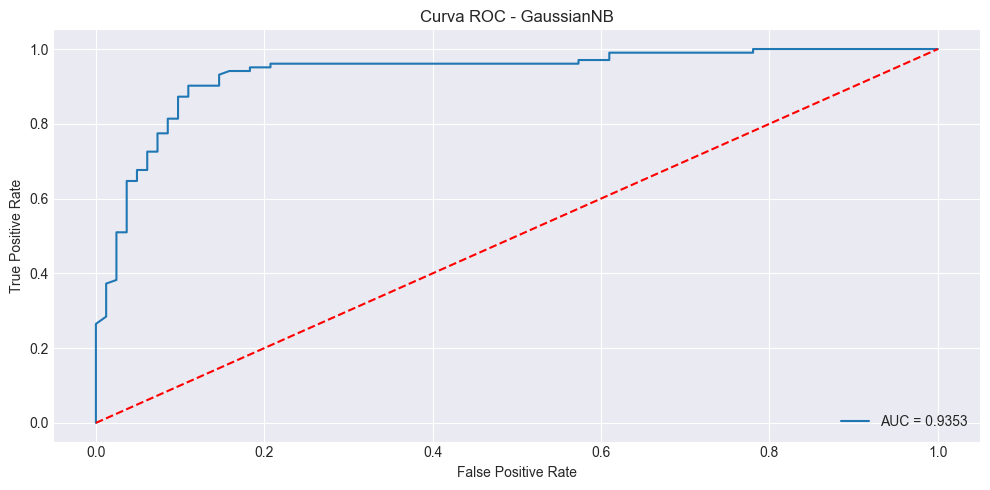 Curva ROC - GaussianNB
True Positive Rate
1.0
0.8
0.6
0.4
0.2
0.0
AUC = 0.9353
0.0 0.2 0.4 0.6 0.8 1.0
False Positive Rate